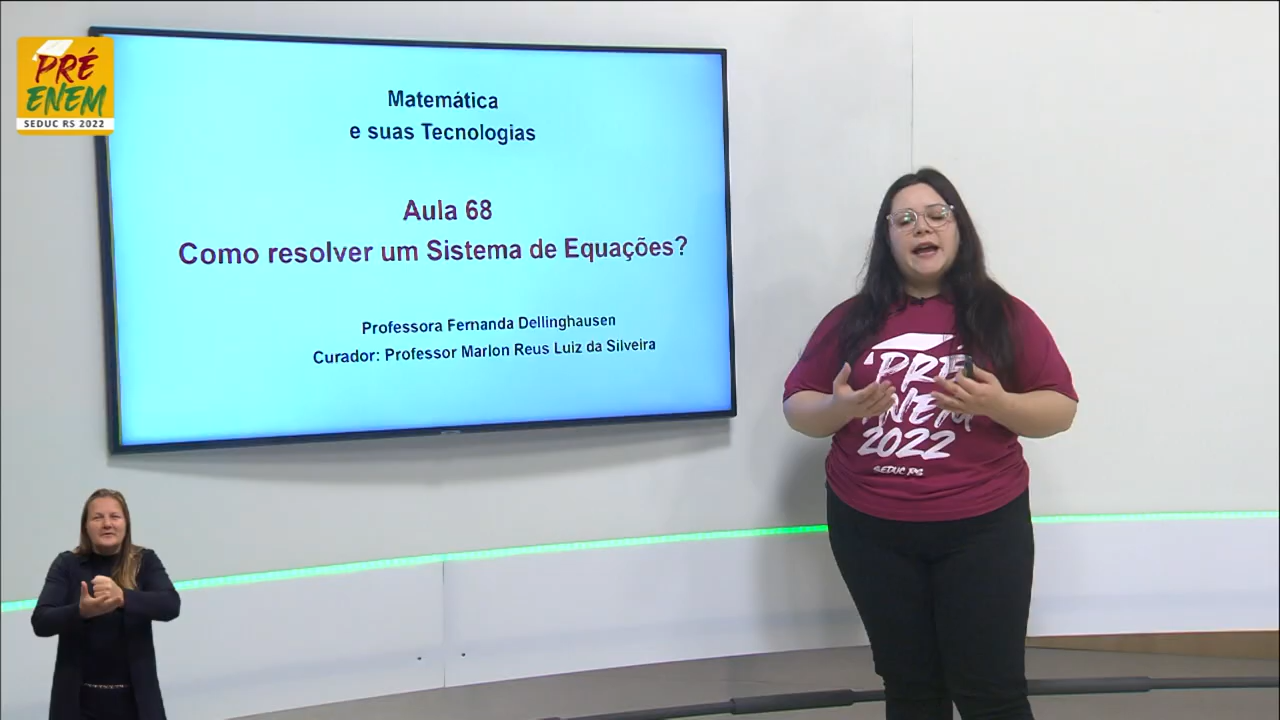 PRÉ
ENEM
SEDUC RS 2022
Matemática
e suas Tecnologias
Aula 68
Como resolver um Sistema de Equações?
Professora Fernanda Dellinghausen
Curador: Professor Marlon Reus Luiz da Silveira
PRÉ
ENEM
2022
SEDUC RS